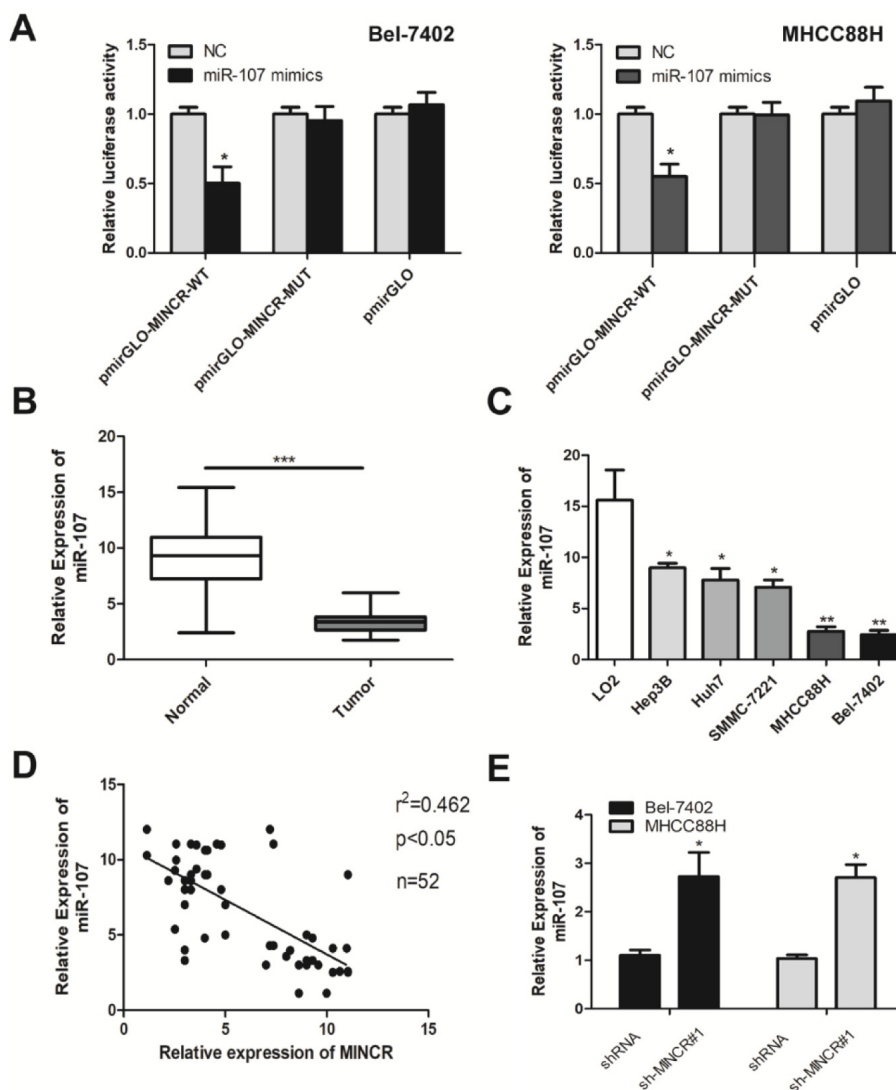 A
Bel-7402
NC
miR-107 mimics
Relative luciferase activity
1.5
1.0
0.5
0.0
*
pmirGLO-MINCR-WT
pmirGLO-MINCR-MUT
pmirGLO
MHCC88H
NC
miR-107 mimics
Relative luciferase activity
1.5
1.0
0.5
0.0
*
pmirGLO-MINCR-WT
pmirGLO-MINCR-MUT
pmirGLO
B
Relative Expression of
miR-107
20
15
10
5
0
***
Normal
Tumor
C
Relative Expression of
miR-107
20
15
10
5
0
*
*
*
**
**
LO2
Hep3B
Huh7
SMMC-7221
MHCC88H
Bel-7402
D
Relative Expression of
miR-107
15
10
5
0
0
5
10
15
Relative expression of MINCR
r²=0.462
p<0.05
n=52
E
Bel-7402
MHCC88H
Relative Expression of
miR-107
4
3
2
1
0
*
*
shRNA
sh-MINCR#1
shRNA
sh-MINCR#1